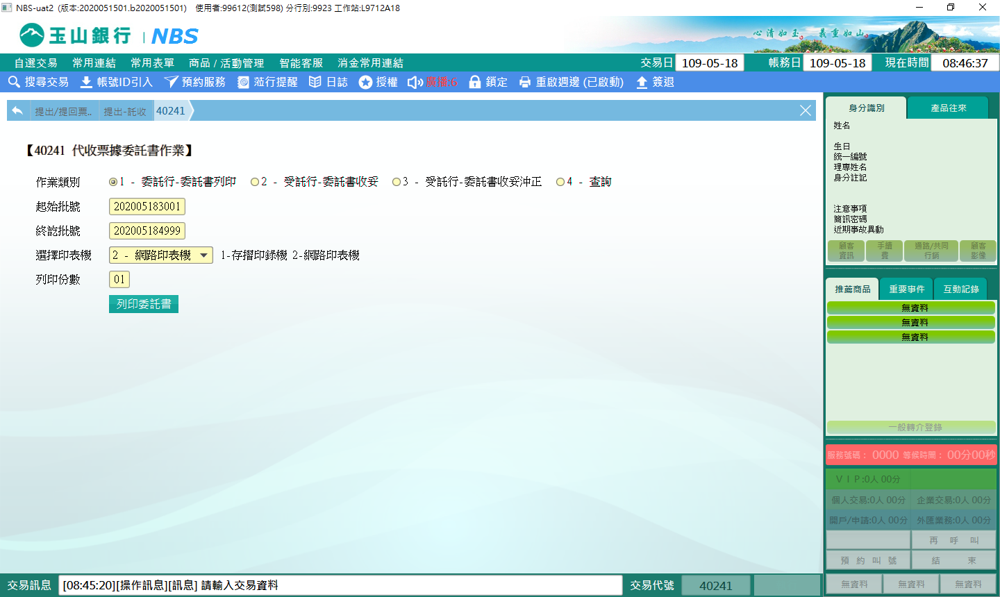 NBS-uat2 (版本:2020051501.b2020051501) 使用者:99612(測試598) 分行別:9923 工作站:L9712A18
玉山銀行 | NBS
心清如玉 義重如山
自選交易 常用連結 常用表單 商品 / 活動管理 智能客服 消金常用連結 交易日 109-05-18 帳務日 109-05-18 現在時間 08:46:37
搜尋交易 帳號ID引入 預約服務 流行提醒 日誌 授權 廣播:6 鎖定 重啟週邊 (已啟動) 簽退
提出/提回票.. 提出-託收 40241
【40241 代收票據委託書作業】
作業類別 1 - 委託行-委託書列印 2 - 受託行-委託書收妥 3 - 受託行-委託書收妥沖正 4 - 查詢
起始批號 202005183001
終訖批號 202005184999
選擇印表機 2 - 網路印表機 1-存摺印錄機 2-網路印表機
列印份數 01
列印委託書
身分識別 產品往來
姓名
生日
統一編號
理專姓名
身分註記
注意事項
簡訊密碼
近期事故異動
顧客資訊 手續費 通路/共同行銷 顧客影像
推薦商品 重要事件 互動記錄
無資料
無資料
無資料
一般轉介登錄
服務號碼： 0000 等候時間： 00分00秒
ＶＩＰ:0人 00分
個人交易:0人 00分 企業交易:0人 00分
開戶/申請:0人 00分 外匯業務:0人 00分
再 呼 叫
預 約 叫 號 結 束
無資料 無資料 無資料
交易訊息 [08:45:20][操作訊息][訊息] 請輸入交易資料 交易代號 40241